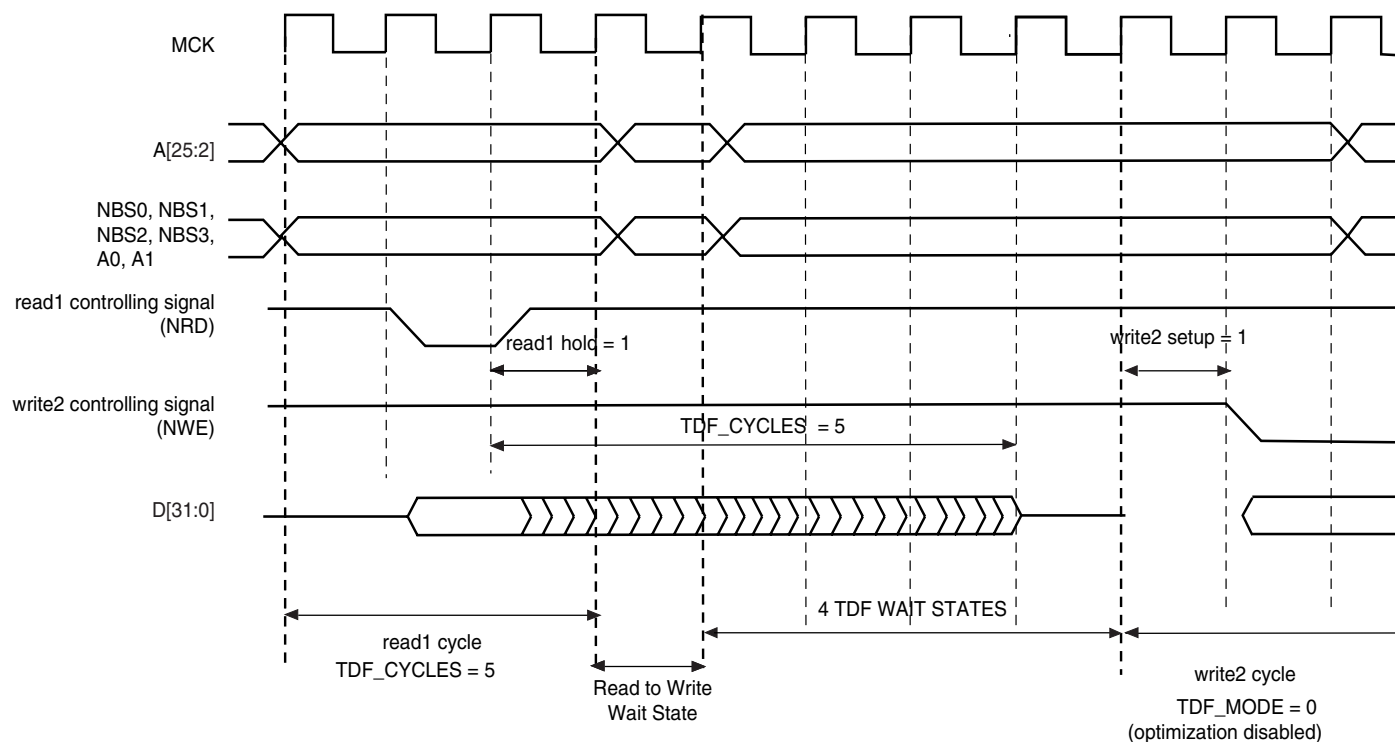 MCK
A[25:2]
NBS0, NBS1,
NBS2, NBS3,
A0, A1
read1 controlling signal
(NRD)
read1 hold = 1
write2 setup = 1
write2 controlling signal
(NWE)
TDF_CYCLES = 5
D[31:0]
4 TDF WAIT STATES
read1 cycle
TDF_CYCLES = 5
Read to Write
Wait State
write2 cycle
TDF_MODE = 0
(optimization disabled)